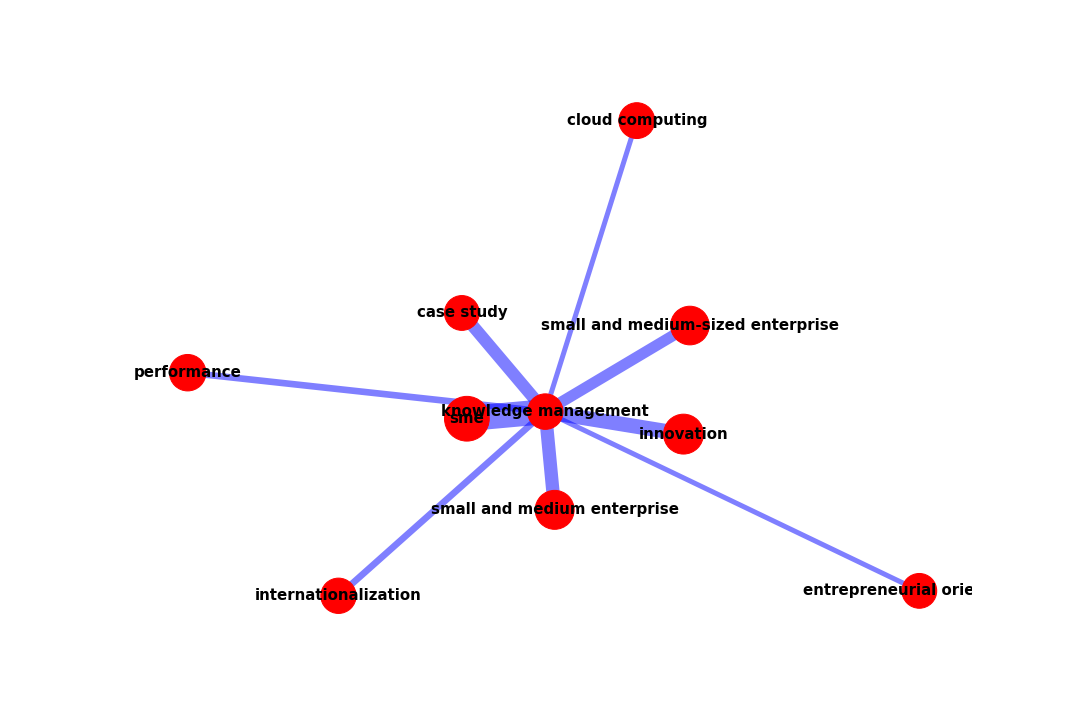 cloud computing
case study
small and medium-sized enterprise
performance
knowledge management
sme
innovation
small and medium enterprise
entrepreneurial orie
internationalization